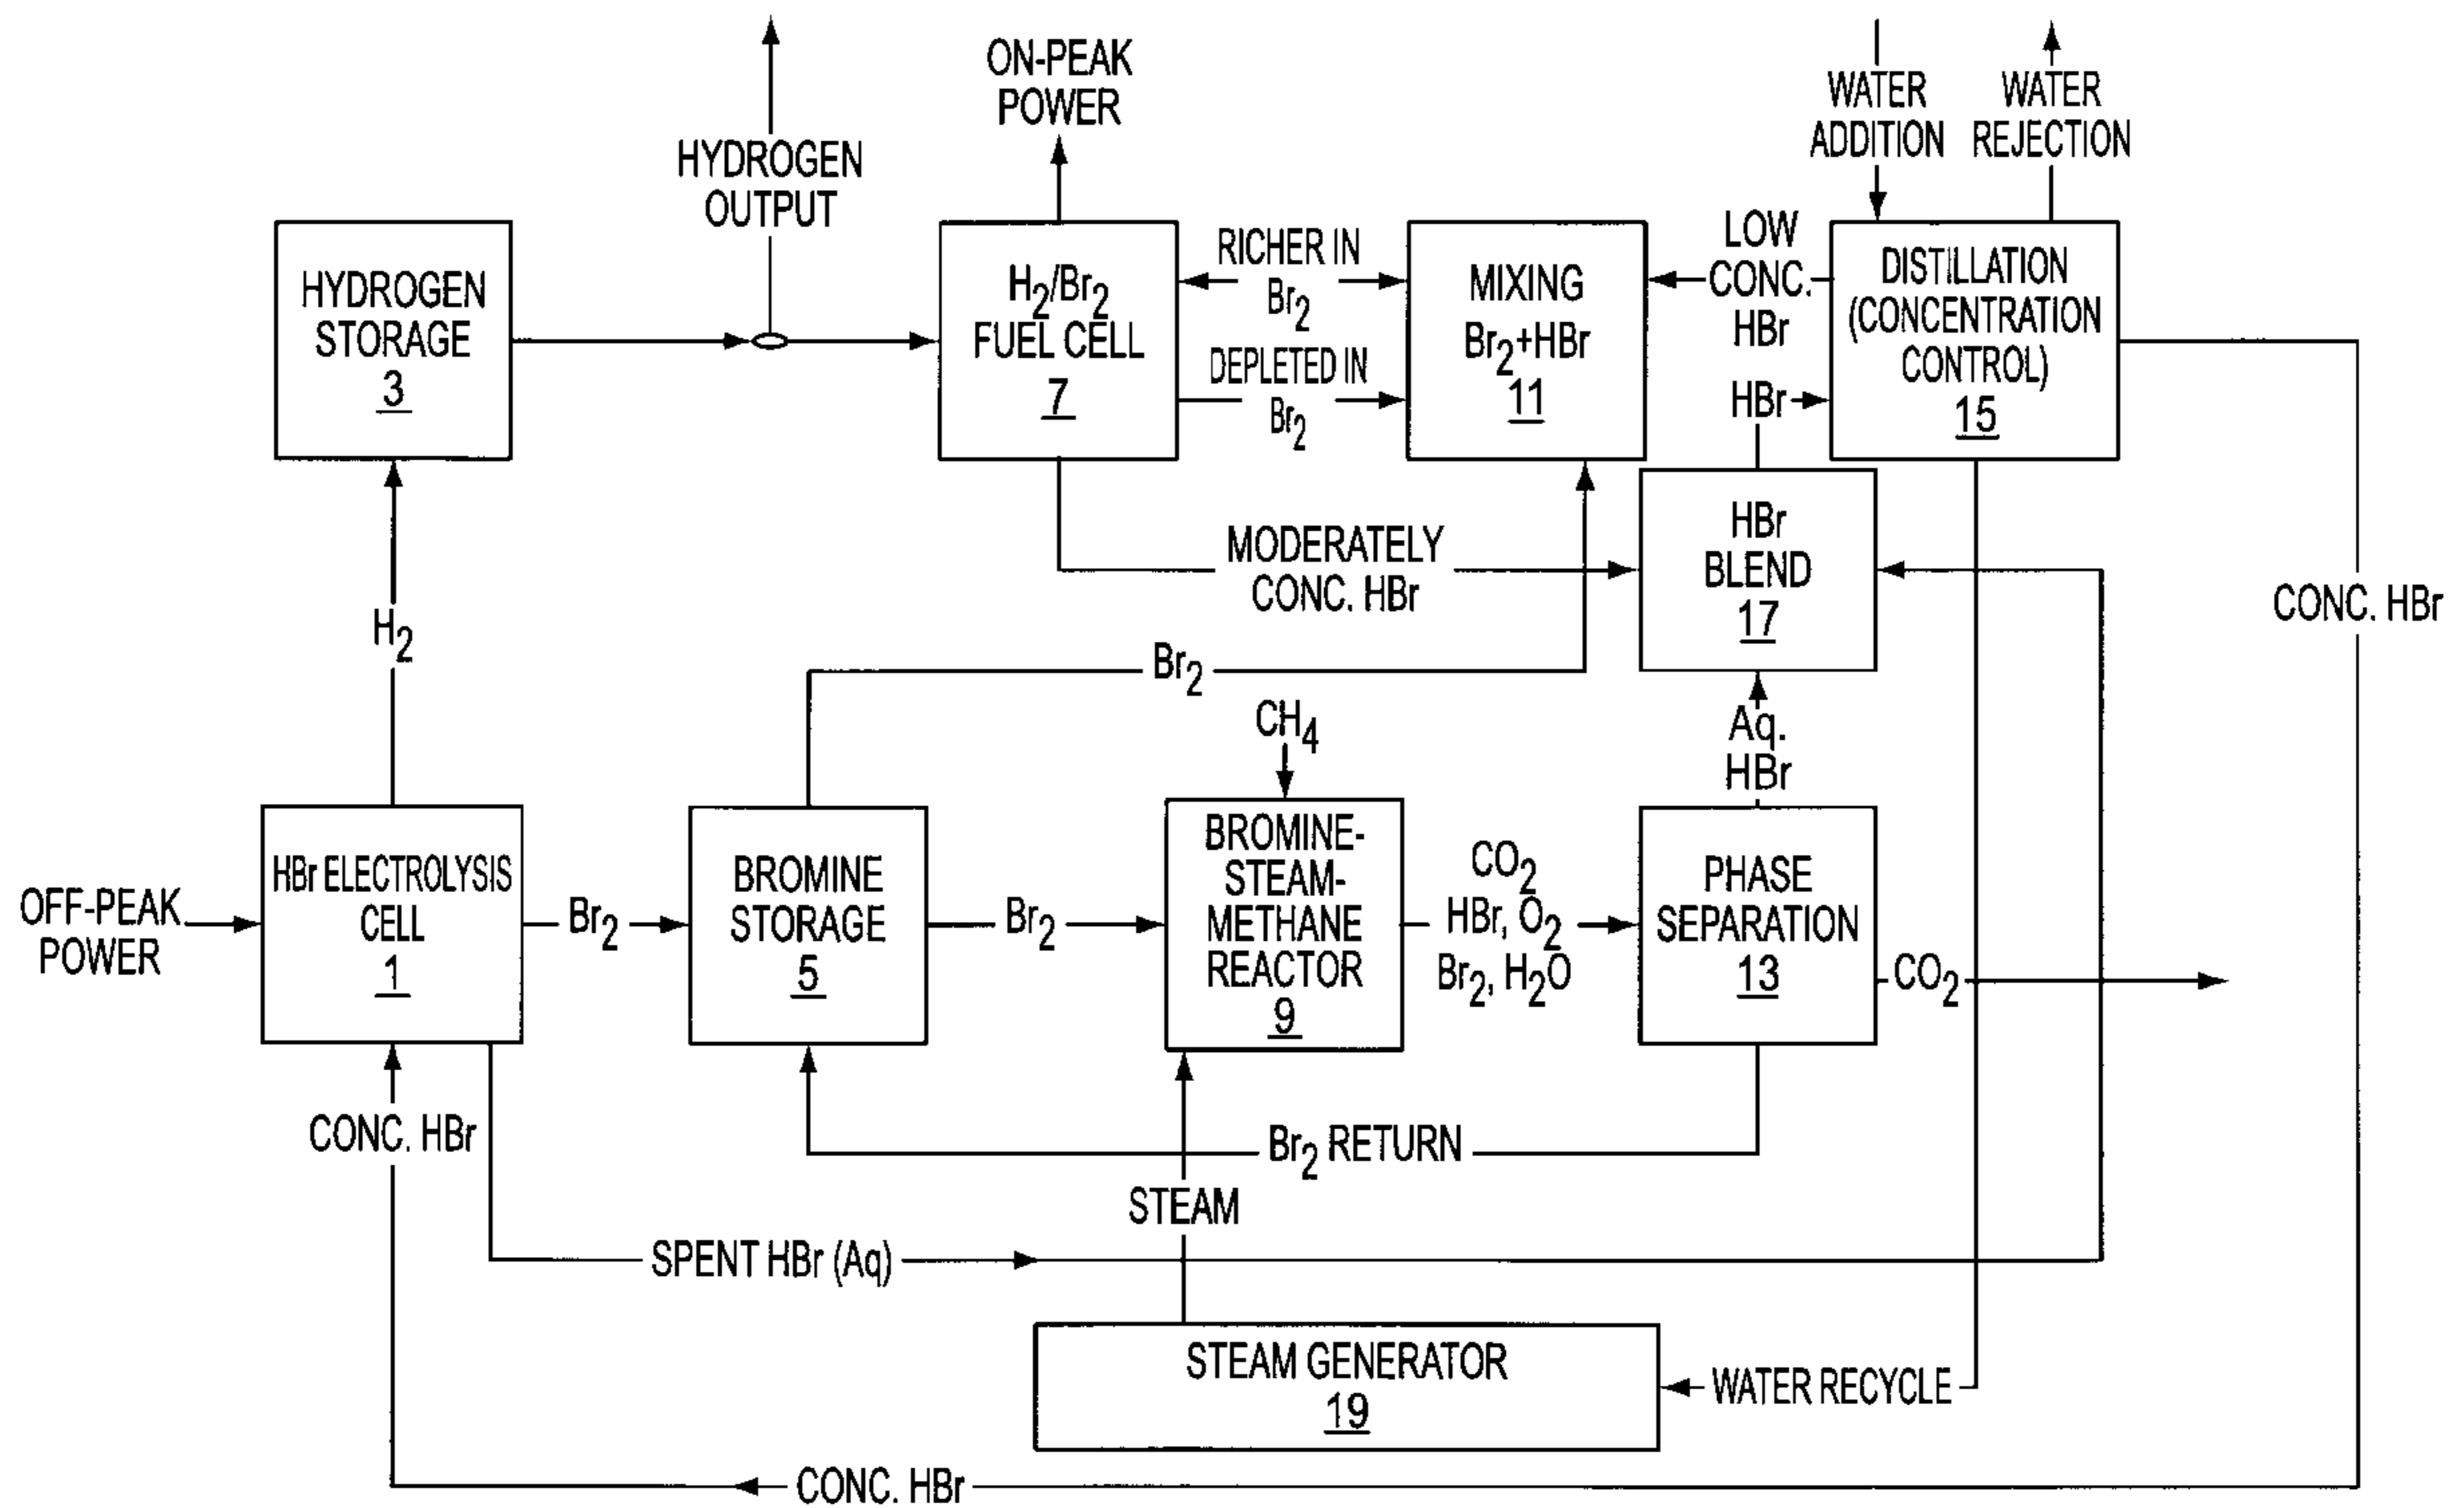 HYDROGEN
OUTPUT
ON-PEAK
POWER
WATER
ADDITION
WATER
REJECTION
HYDROGEN
STORAGE
3
H2/Br2
FUEL CELL
7
RICHER IN
Br2
DEPLETED IN
Br2
MIXING
Br2+HBr
11
LOW
CONC.
HBr
HBr
DISTILLATION
(CONCENTRATION
CONTROL)
15
H2
MODERATELY
CONC. HBr
HBr
BLEND
17
CONC. HBr
Br2
CH4
Aq.
HBr
OFF-PEAK
POWER
HBr ELECTROLYSIS
CELL
1
Br2
BROMINE
STORAGE
5
Br2
BROMINE-
STEAM-
METHANE
REACTOR
9
CO2
HBr, O2
Br2, H2O
PHASE
SEPARATION
13
CO2
CONC. HBr
Br2 RETURN
STEAM
SPENT HBr (Aq)
STEAM GENERATOR
19
WATER RECYCLE
CONC. HBr